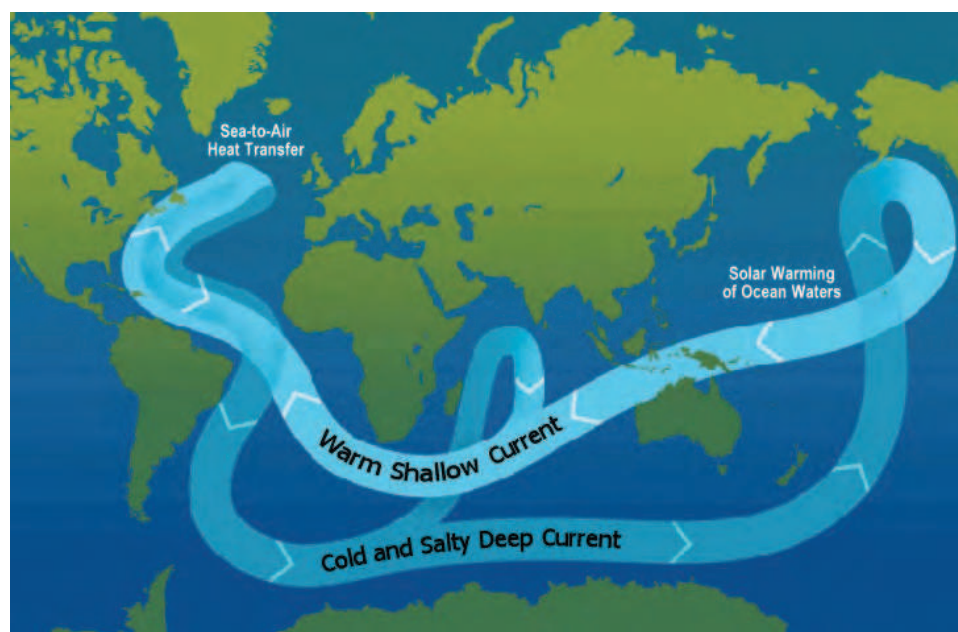 Sea-to-Air
Heat Transfer
Solar Warming
of Ocean Waters
Warm Shallow Current
Cold and Salty Deep Current